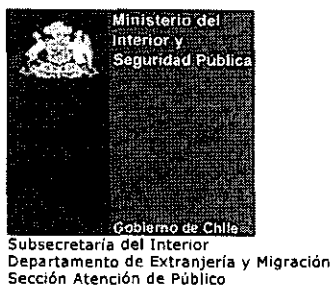 Ministerio del
Interior y
Seguridad Pública
Gobierno de Chile
Subsecretaría del Interior
Departamento de Extranjería y Migración
Sección Atención de Público